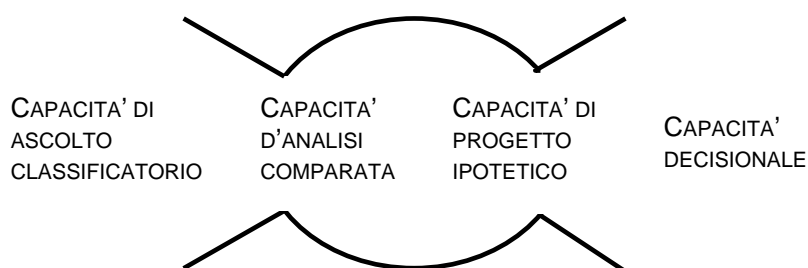 CAPACITA' DI
ASCOLTO
CLASSIFICATORIO
CAPACITA'
D'ANALISI
COMPARATA
CAPACITA' DI
PROGETTO
IPOTETICO
CAPACITA'
DECISIONALE